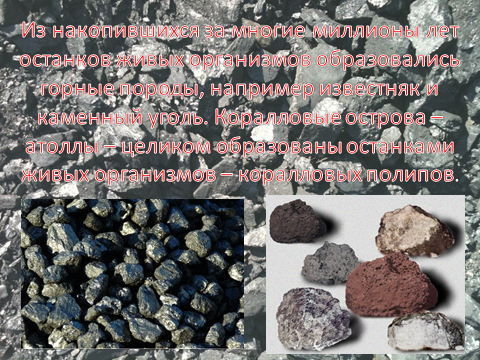 Из накопившихся за многие миллионы лет
останков живых организмов образовались
горные породы, например известняк и
каменный уголь. Коралловые острова –
атоллы – целиком образованы останками
живых организмов – коралловых полипов.